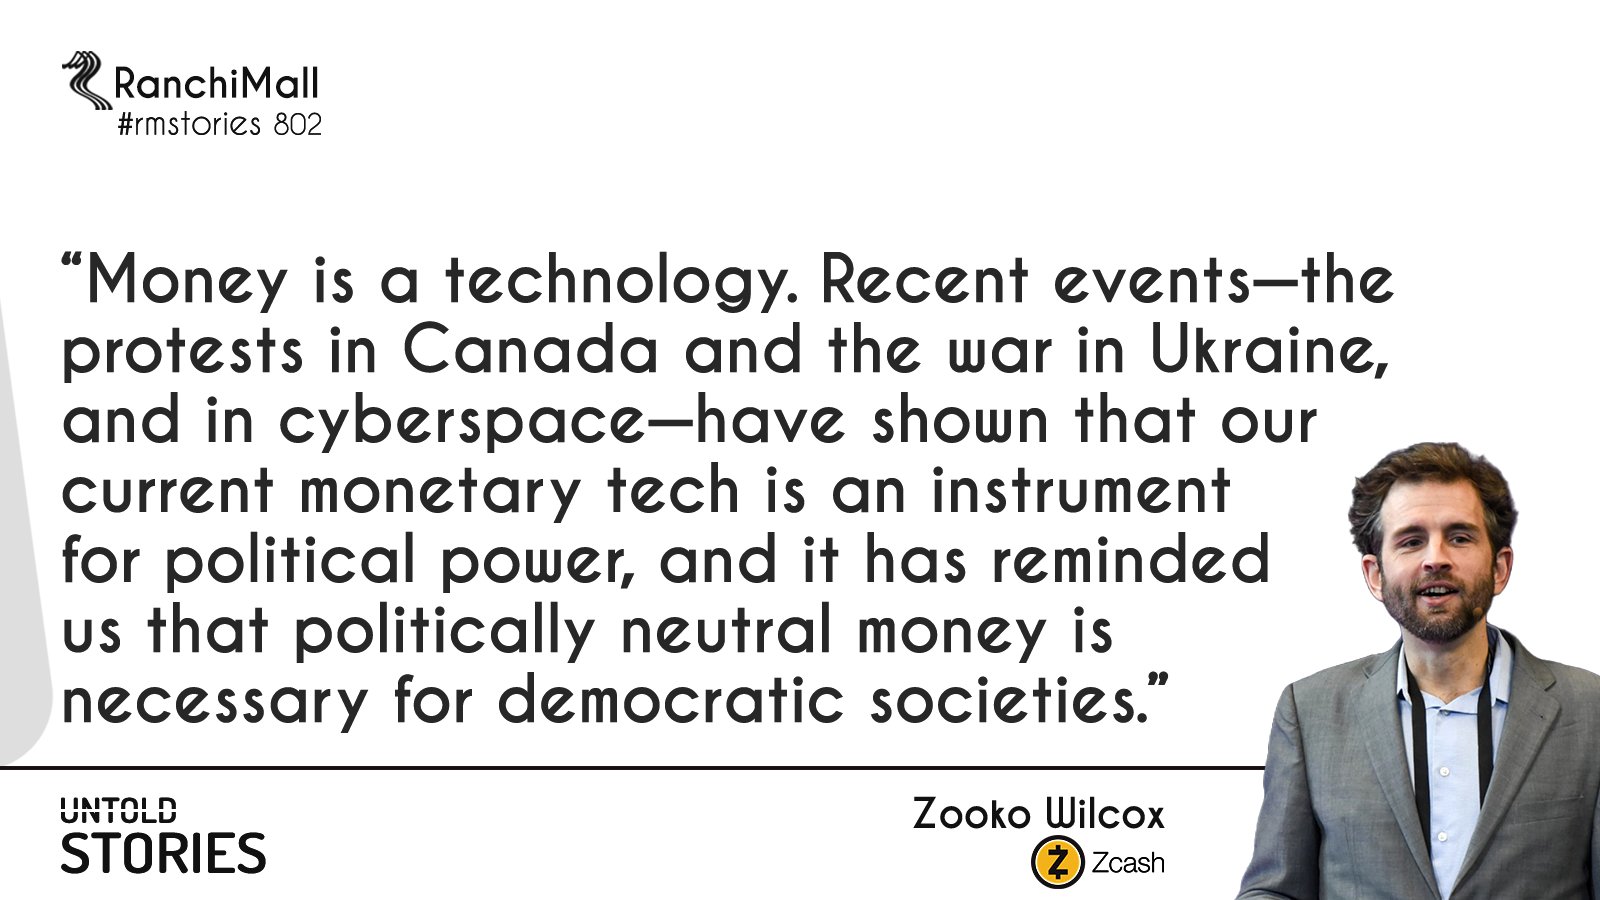 RanchiMall
#rmstories 802
“Money is a technology. Recent events—the
protests in Canada and the war in Ukraine,
and in cyberspace—have shown that our
current monetary tech is an instrument
for political power, and it has reminded
us that politically neutral money is
necessary for democratic societies.”
UNTOLD
STORIES
Zooko Wilcox
Zcash